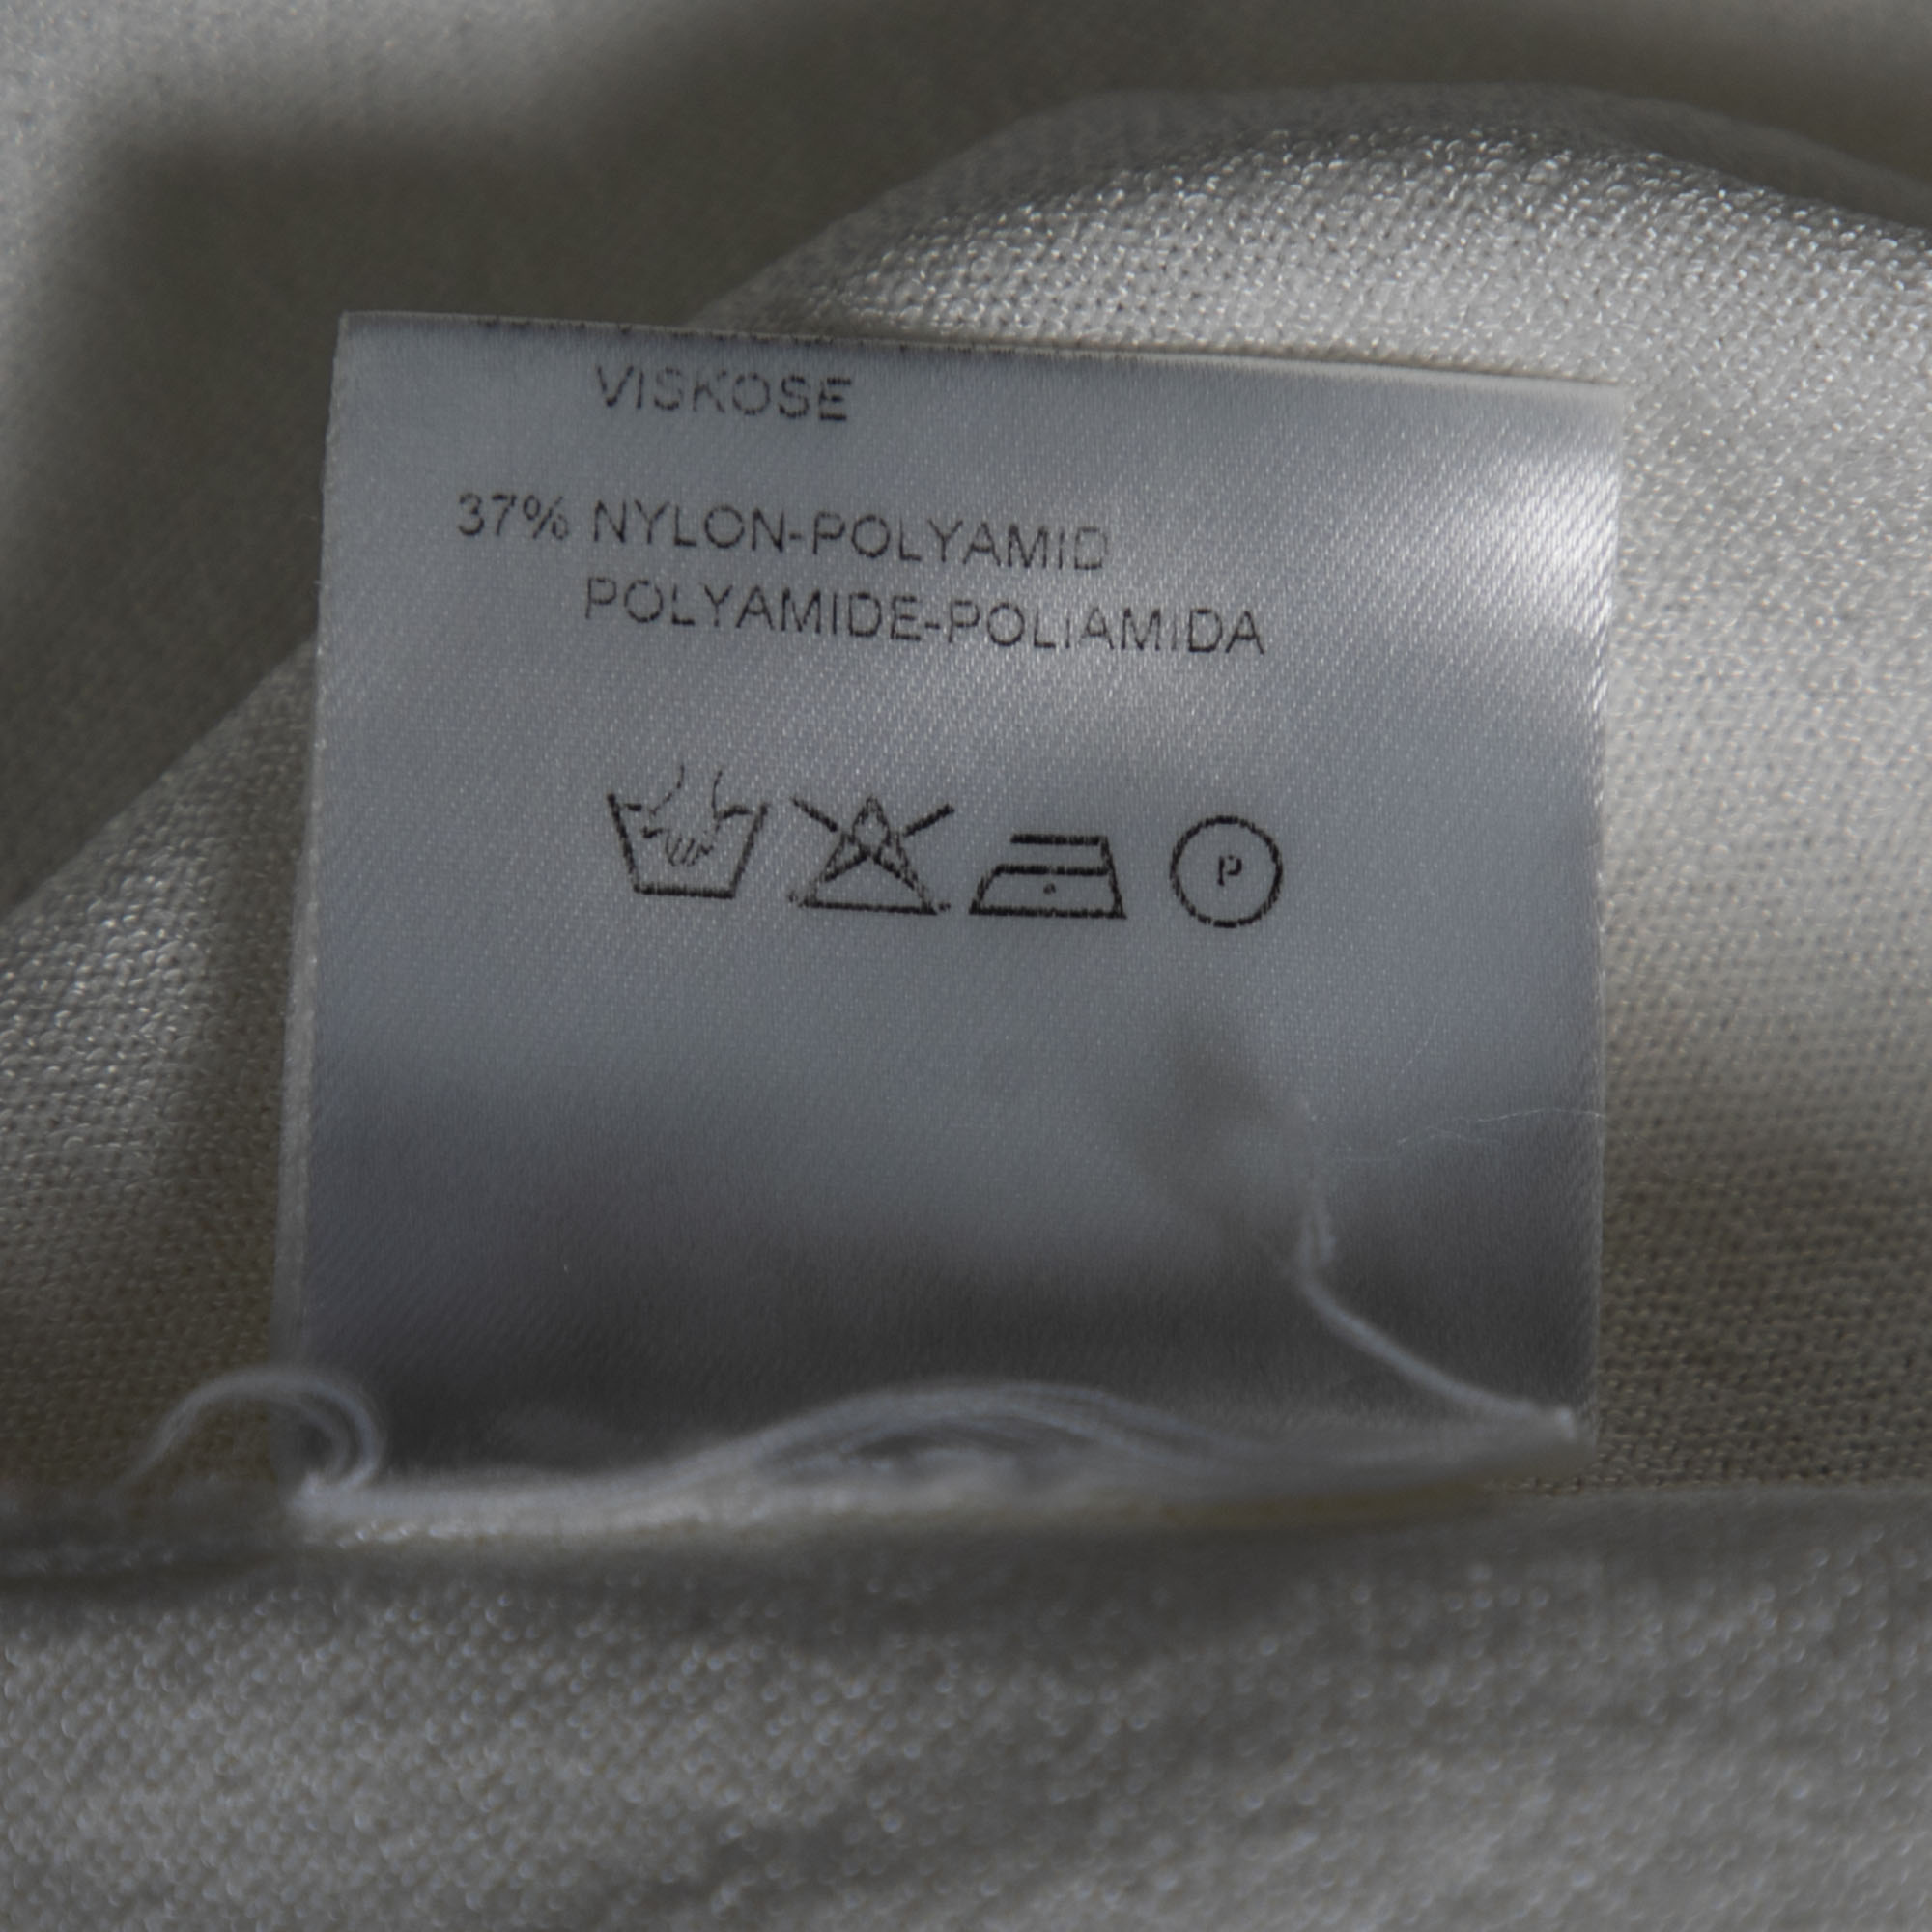 VISKOSE
37% NYLON-POLYAMID
POLYAMIDE-POLIAMIDA
P